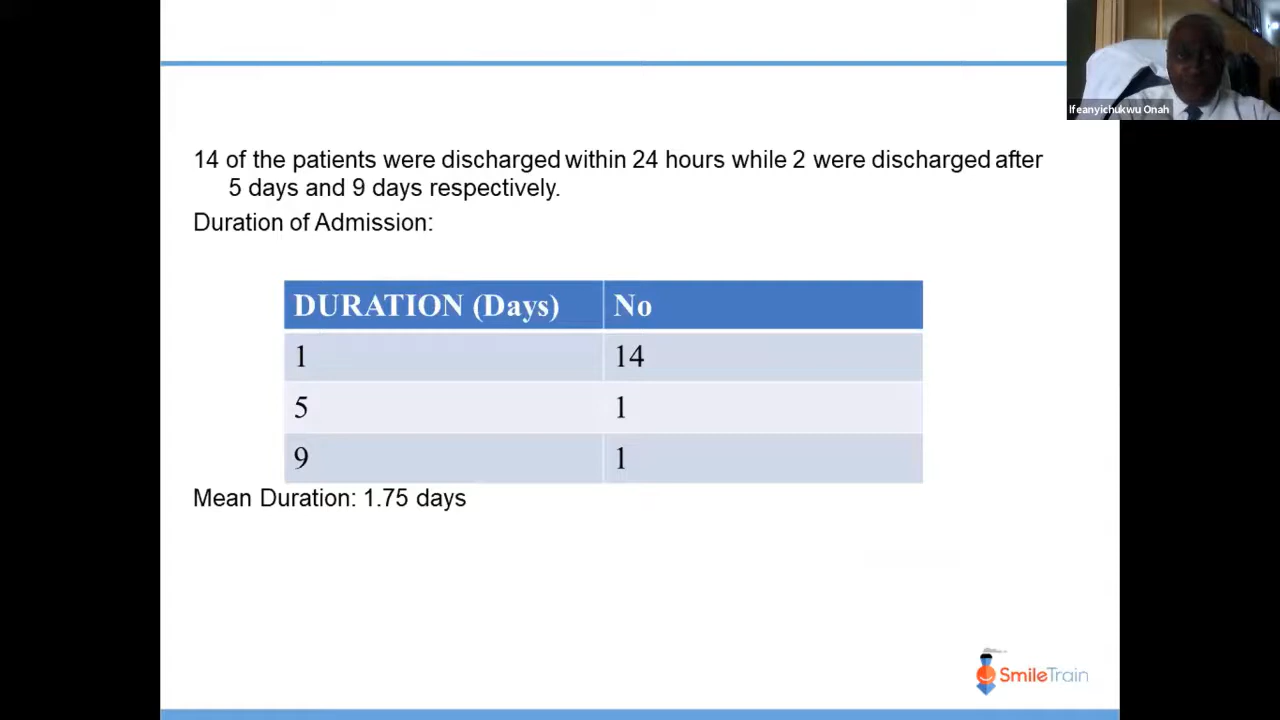 Ifeanyichukwu Onah
14 of the patients were discharged within 24 hours while 2 were discharged after
5 days and 9 days respectively.
Duration of Admission:
DURATION (Days) No
1 14
5 1
9 1
Mean Duration: 1.75 days
SmileTrain